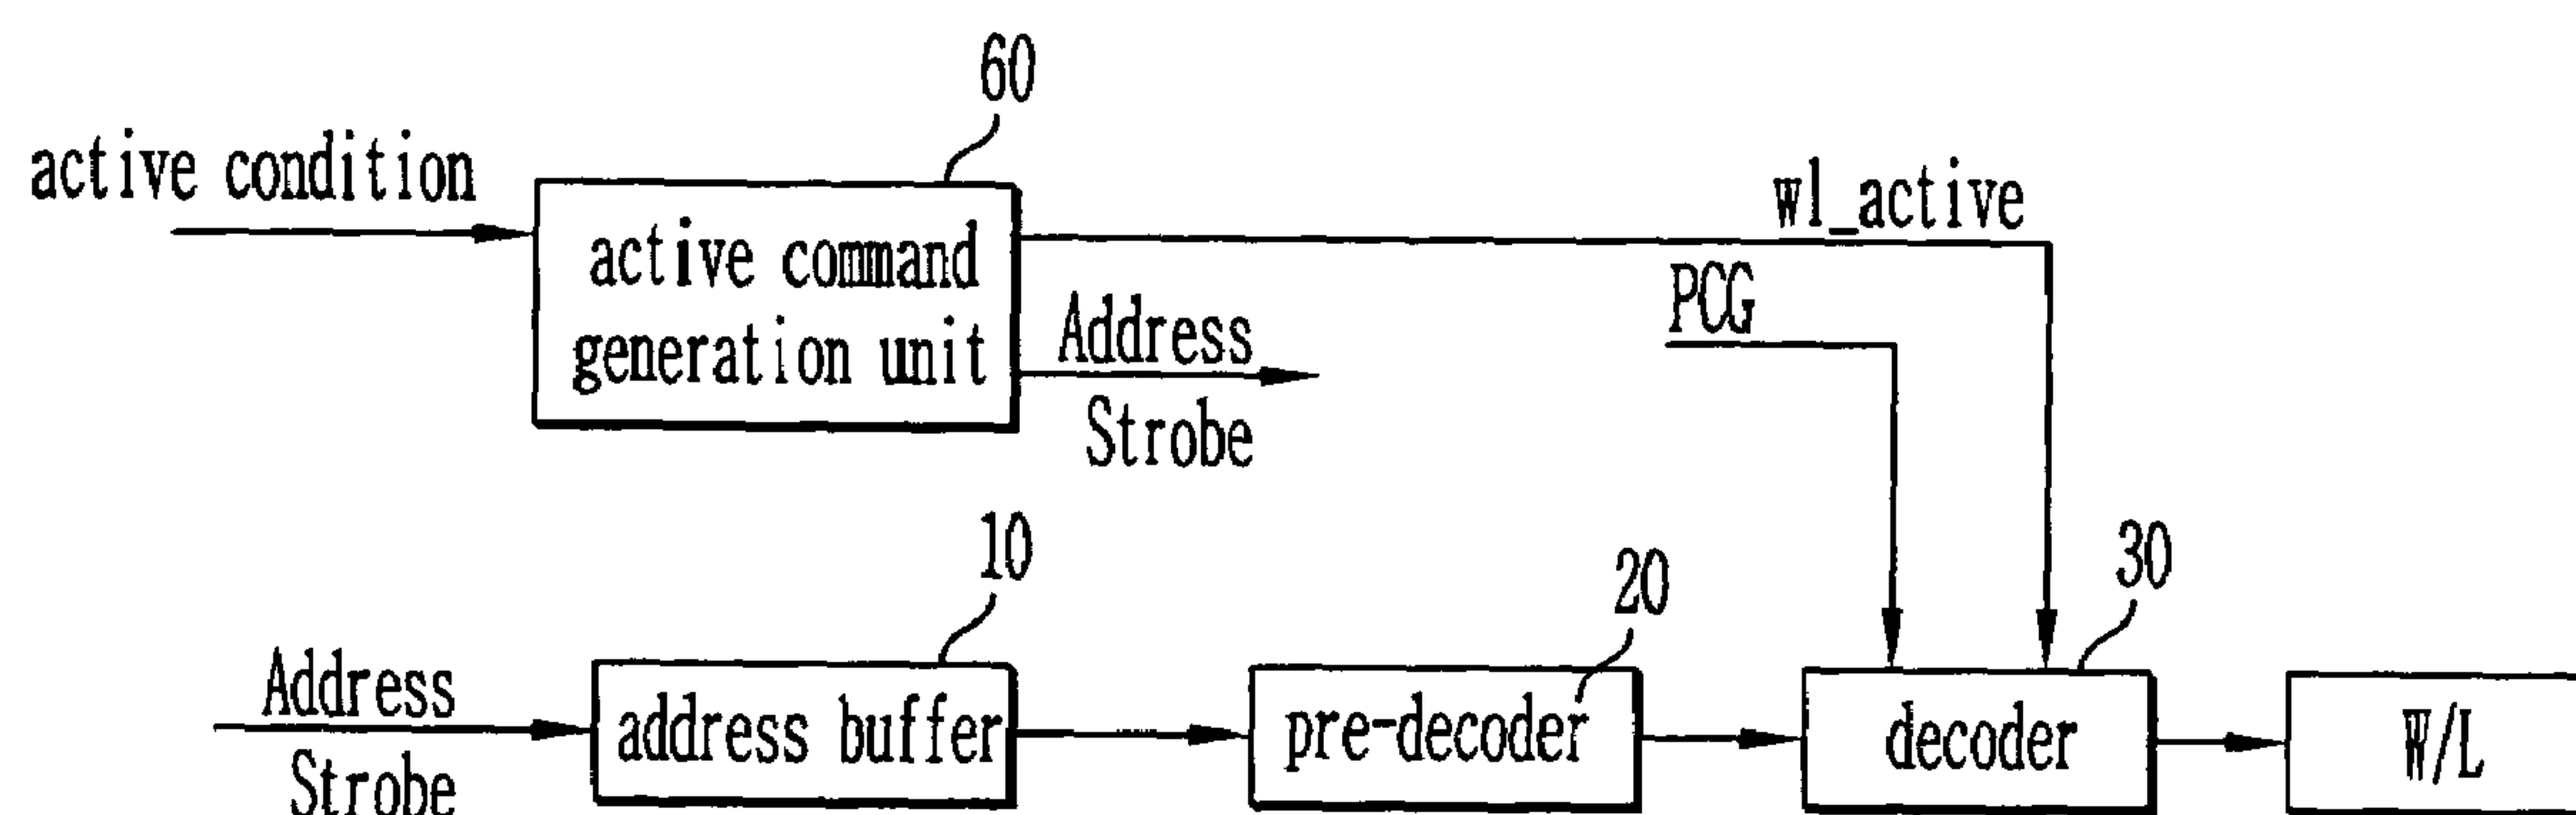 60
active condition
active command
generation unit
wl_active
PCG
Address
Strobe
10
20
30
Address
Strobe
address buffer
pre-decoder
decoder
W/L